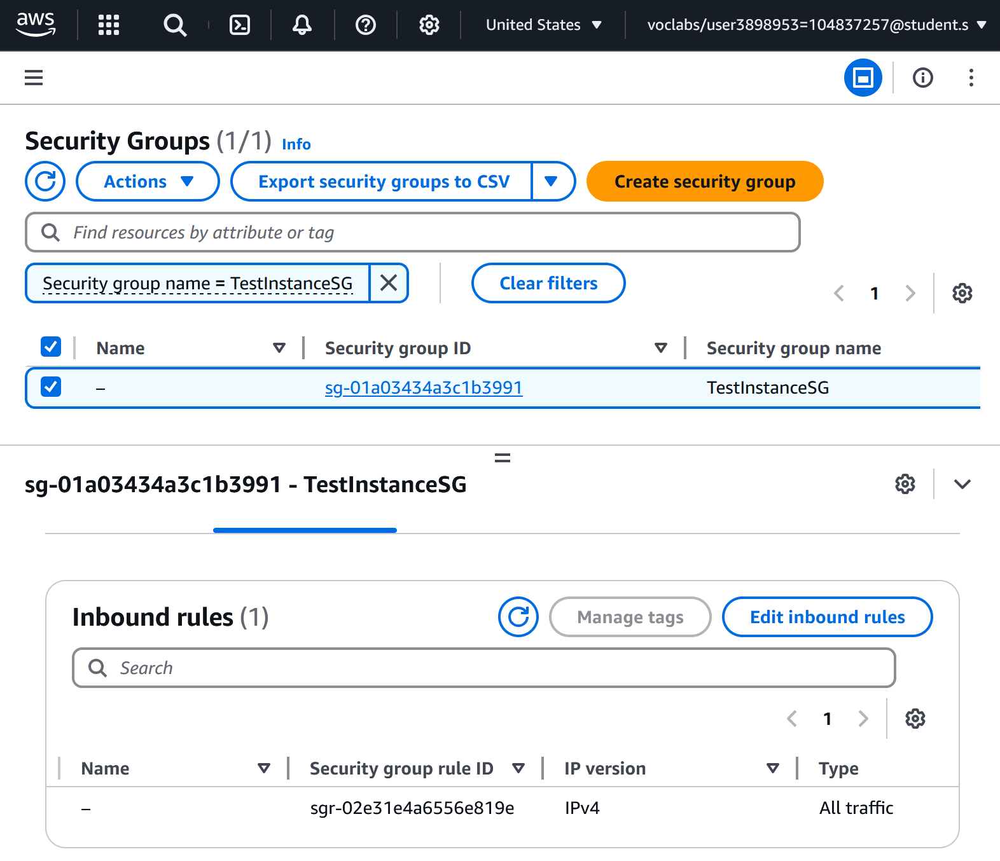 aws
United States
voclabs/user3898953=104837257@student.s
Security Groups (1/1) Info
Actions
Export security groups to CSV
Create security group
Find resources by attribute or tag
Security group name = TestInstanceSG
Clear filters
1
Name
Security group ID
Security group name
–
sg-01a03434a3c1b3991
TestInstanceSG
sg-01a03434a3c1b3991 - TestInstanceSG
Inbound rules (1)
Manage tags
Edit inbound rules
Search
1
Name
Security group rule ID
IP version
Type
–
sgr-02e31e4a6556e819e
IPv4
All traffic